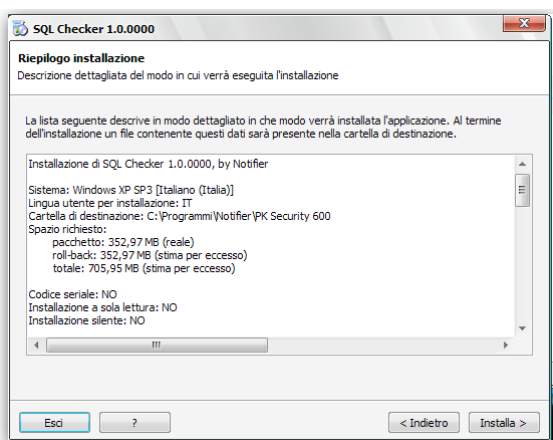 SQL Checker 1.0.0000
Riepilogo installazione
Descrizione dettagliata del modo in cui verrà eseguita l'installazione
La lista seguente descrive in modo dettagliato in che modo verrà installata l'applicazione. Al termine
dell'installazione un file contenente questi dati sarà presente nella cartella di destinazione.
Installazione di SQL Checker 1.0.0000, by Notifier
Sistema: Windows XP SP3 [Italiano (Italia)]
Lingua utente per installazione: IT
Cartella di destinazione: C:\Programmi\Notifier\PK Security 600
Spazio richiesto:
pacchetto: 352,97 MB (reale)
roll-back: 352,97 MB (stima per eccesso)
totale: 705,95 MB (stima per eccesso)
Codice seriale: NO
Installazione a sola lettura: NO
Installazione silente: NO
Esci ? < Indietro Installa >